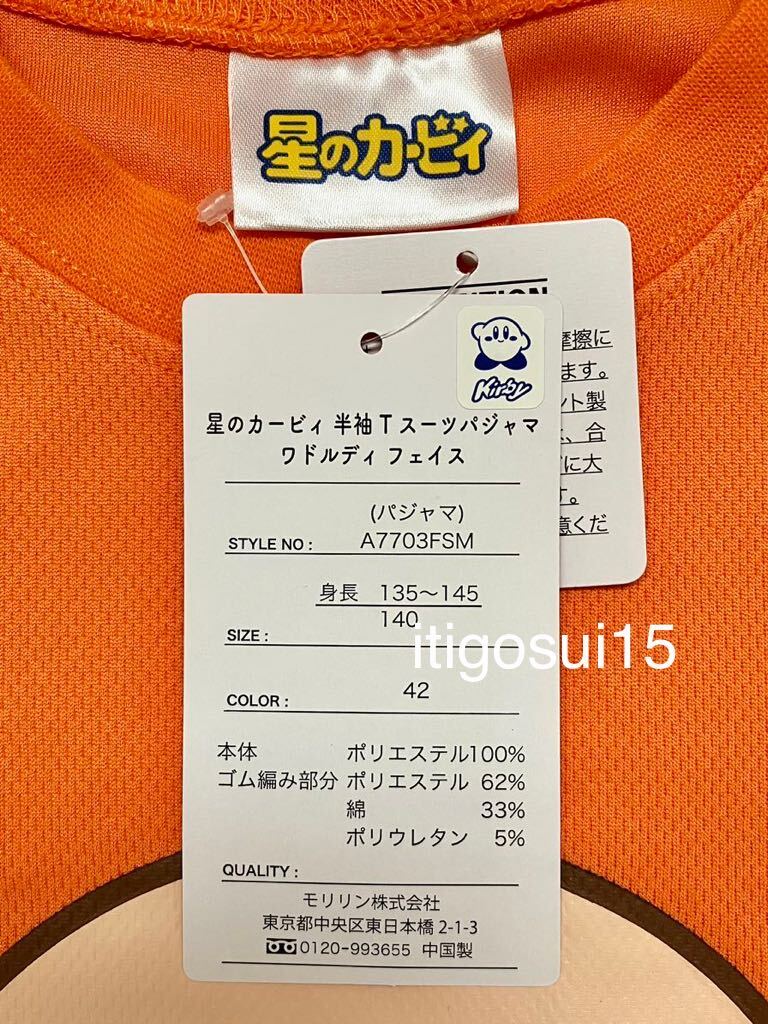 星のカービィ
Kirby
摩擦に
ます。
ント製
、合
に大
す。
意くだ
星のカービィ 半袖Tスーツパジャマ
ワドルディ フェイス
(パジャマ)
STYLE NO : A7703FSM
身長 135〜145
140
SIZE :
itigosui15
COLOR : 42
本体 ポリエステル100%
ゴム編み部分 ポリエステル 62%
綿 33%
ポリウレタン 5%
QUALITY :
モリリン株式会社
東京都中央区東日本橋 2-1-3
0120-993655 中国製